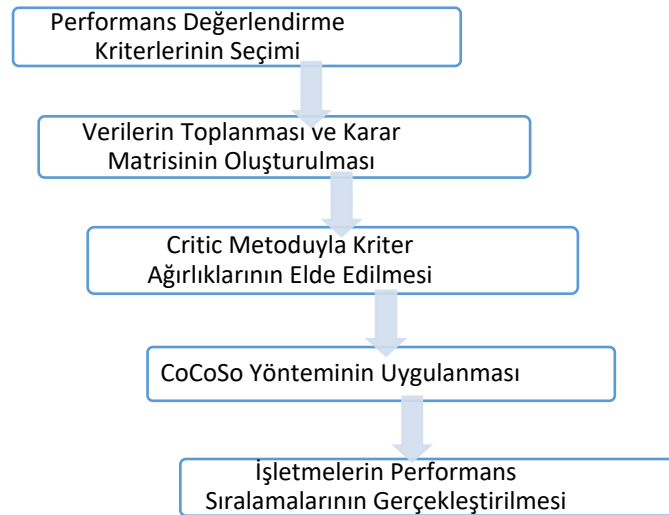 Performans Değerlendirme
Kriterlerinin Seçimi
Verilerin Toplanması ve Karar
Matrisinin Oluşturulması
Critic Metoduyla Kriter
Ağırlıklarının Elde Edilmesi
CoCoSo Yönteminin Uygulanması
İşletmelerin Performans
Sıralamalarının Gerçekleştirilmesi